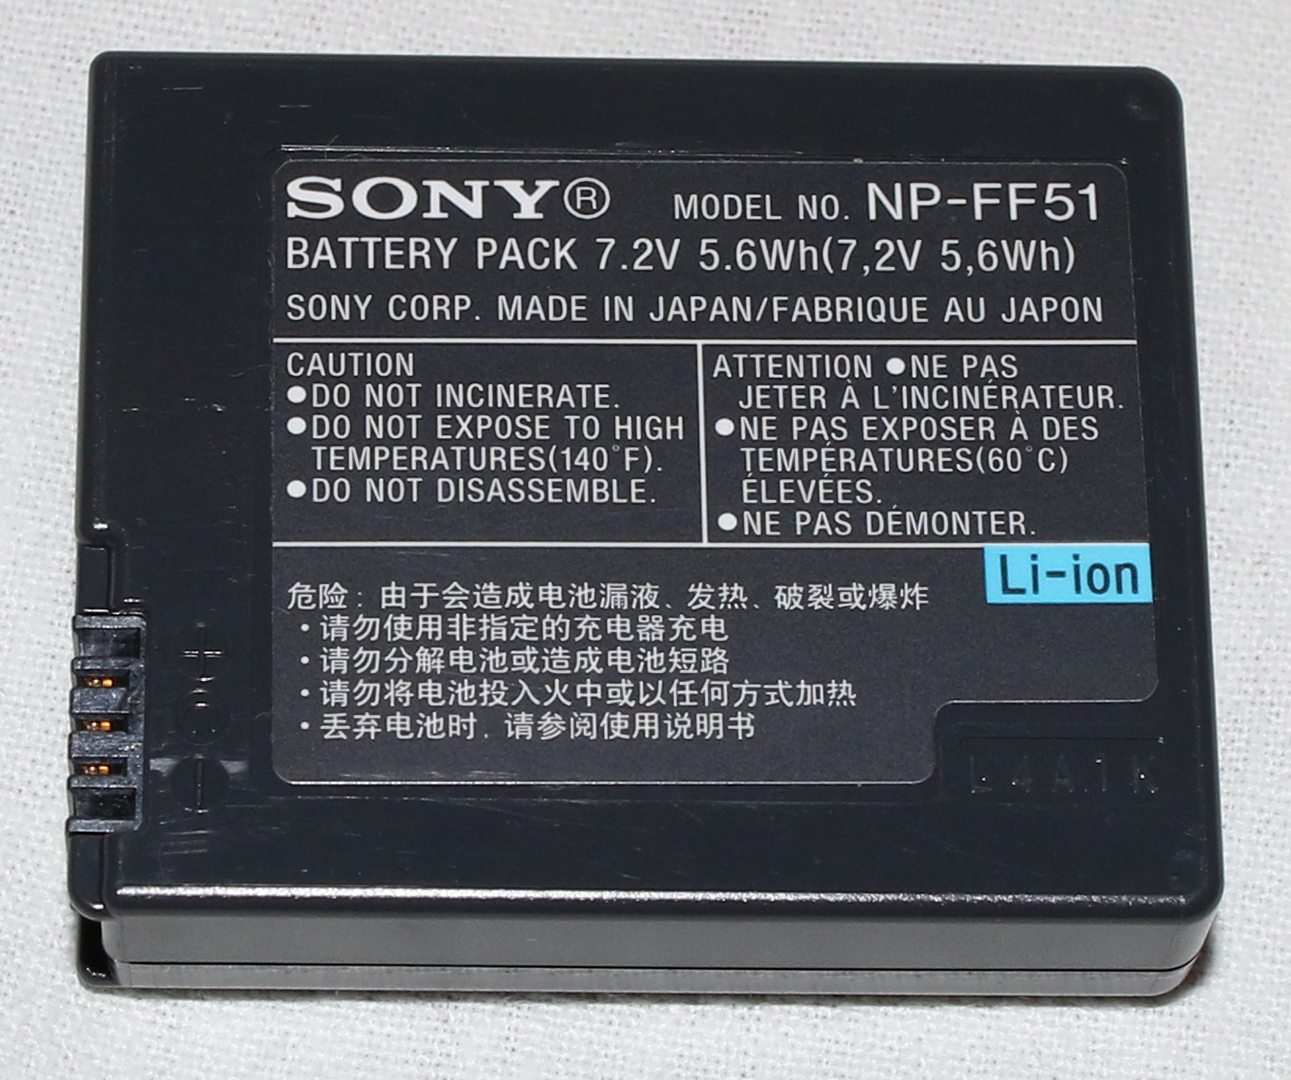 SONY®
MODEL NO. NP-FF51
BATTERY PACK 7.2V 5.6Wh(7,2V 5,6Wh)
SONY CORP. MADE IN JAPAN/FABRIQUE AU JAPON
CAUTION
●DO NOT INCINERATE.
●DO NOT EXPOSE TO HIGH
TEMPERATURES(140°F).
●DO NOT DISASSEMBLE.
ATTENTION ●NE PAS
JETER À L'INCINÉRATEUR.
●NE PAS EXPOSER À DES
TEMPÉRATURES(60°C)
ÉLEVÉES.
●NE PAS DÉMONTER.
Li-ion
危险：由于会造成电池漏液、发热、破裂或爆炸
・请勿使用非指定的充电器充电
・请勿分解电池或造成电池短路
・请勿将电池投入火中或以任何方式加热
・丢弃电池时，请参阅使用说明书
+
−
L4A1K